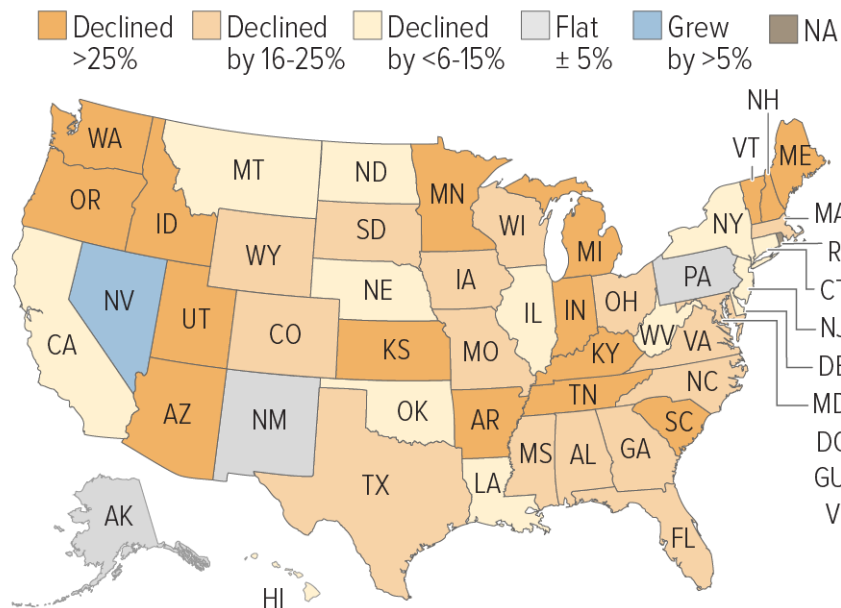 Declined
>25%
Declined
by 16-25%
Declined
by <6-15%
Flat
± 5%
Grew
by >5%
NA
NH
WA
VT
ME
MT
ND
MN
OR
ID
WI
NY
MA
SD
MI
R
WY
CT
IA
PA
NE
NJ
NV
OH
IL
IN
UT
DE
CA
CO
WV
VA
KS
MO
KY
MD
NC
TN
OK
AZ
NM
AR
SC
DC
MS
AL
GA
GU
TX
LA
V
AK
FL
HI